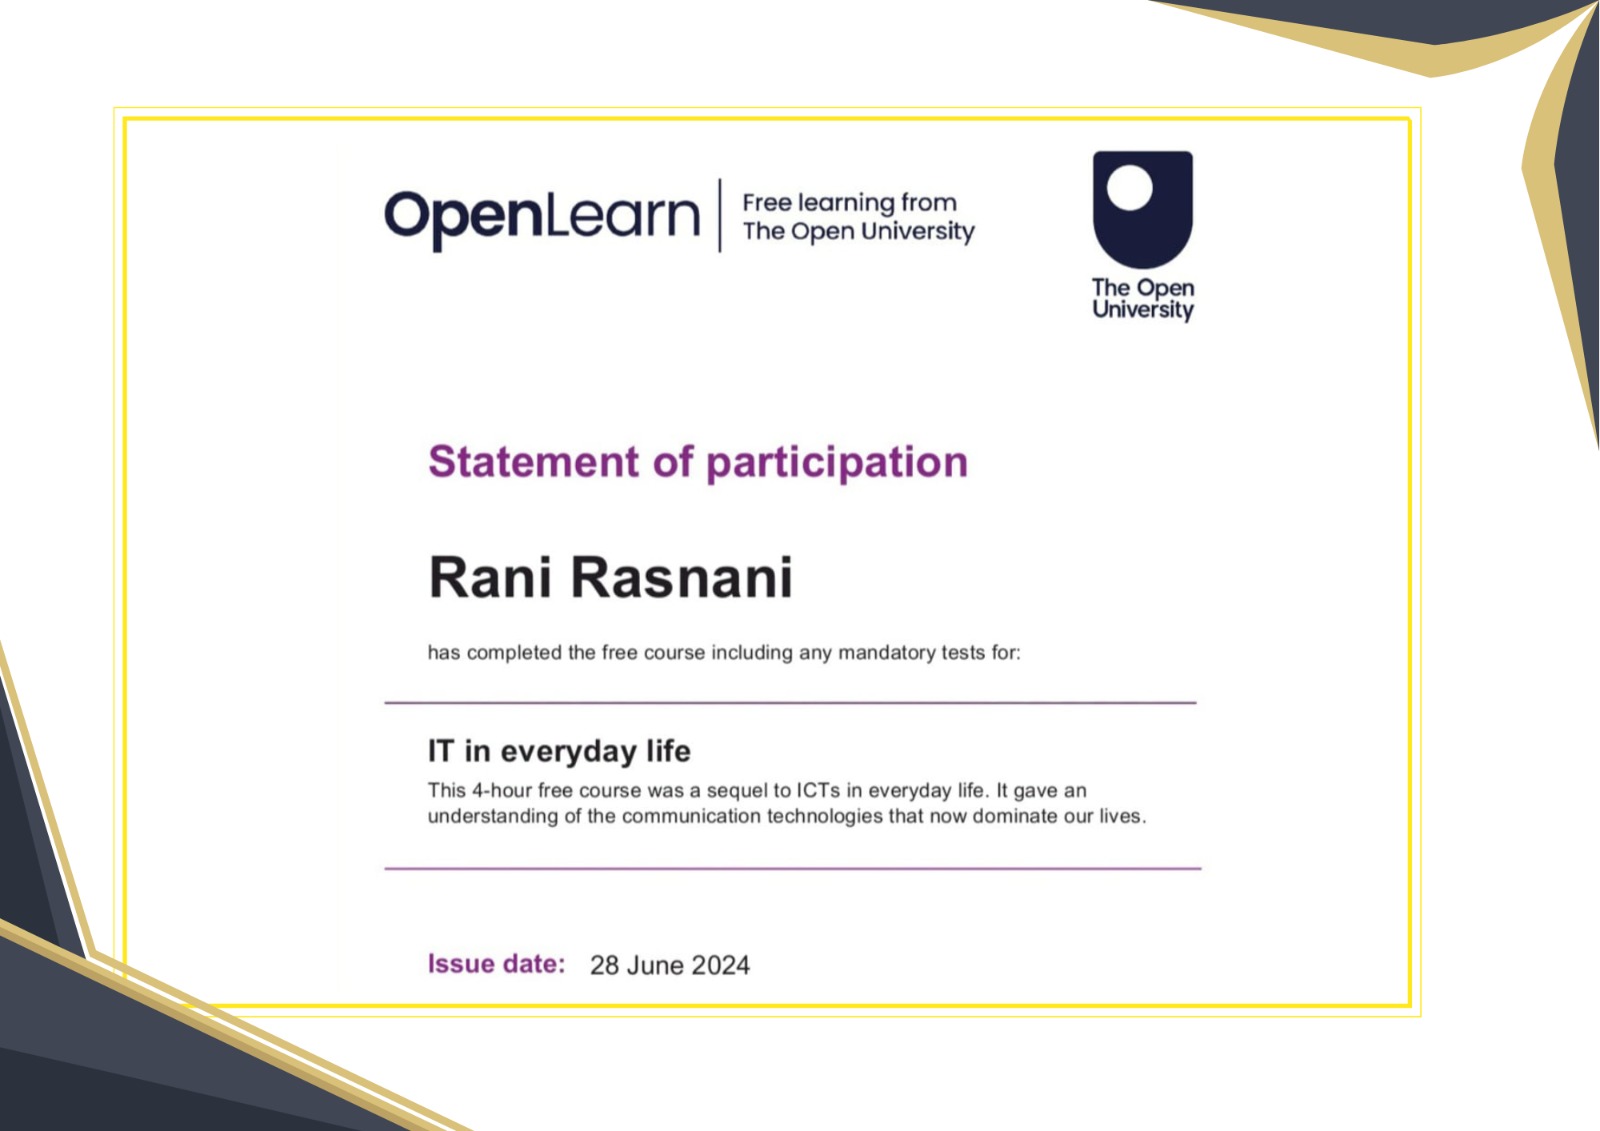 OpenLearn
Free learning from
The Open University
The Open
University
Statement of participation
Rani Rasnani
has completed the free course including any mandatory tests for:
IT in everyday life
This 4-hour free course was a sequel to ICTs in everyday life. It gave an
understanding of the communication technologies that now dominate our lives.
Issue date: 28 June 2024